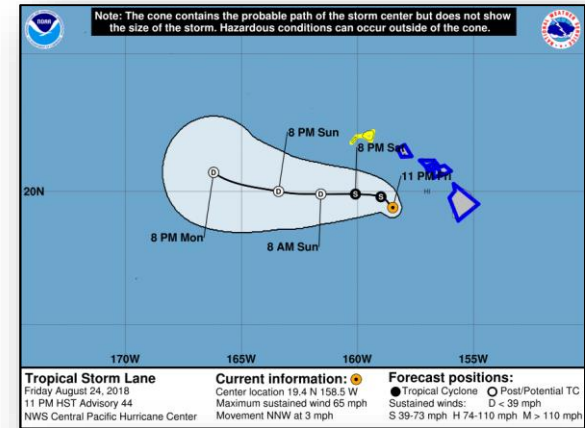 Note: The cone contains the probable path of the storm center but does not show
the size of the storm. Hazardous conditions can occur outside of the cone.
NOAA
8 PM Sun
8 PM Sat
11 PM Fri
20N
HI
8 PM Mon
8 AM Sun
D
D
D
S
S
170W
165W
160W
155W
Tropical Storm Lane
Friday August 24, 2018
11 PM HST Advisory 44
NWS Central Pacific Hurricane Center
Current information:
Center location 19.4 N 158.5 W
Maximum sustained wind 65 mph
Movement NNW at 3 mph
Forecast positions:
Tropical Cyclone Post/Potential TC
Sustained winds: D < 39 mph
S 39-73 mph H 74-110 mph M > 110 mph